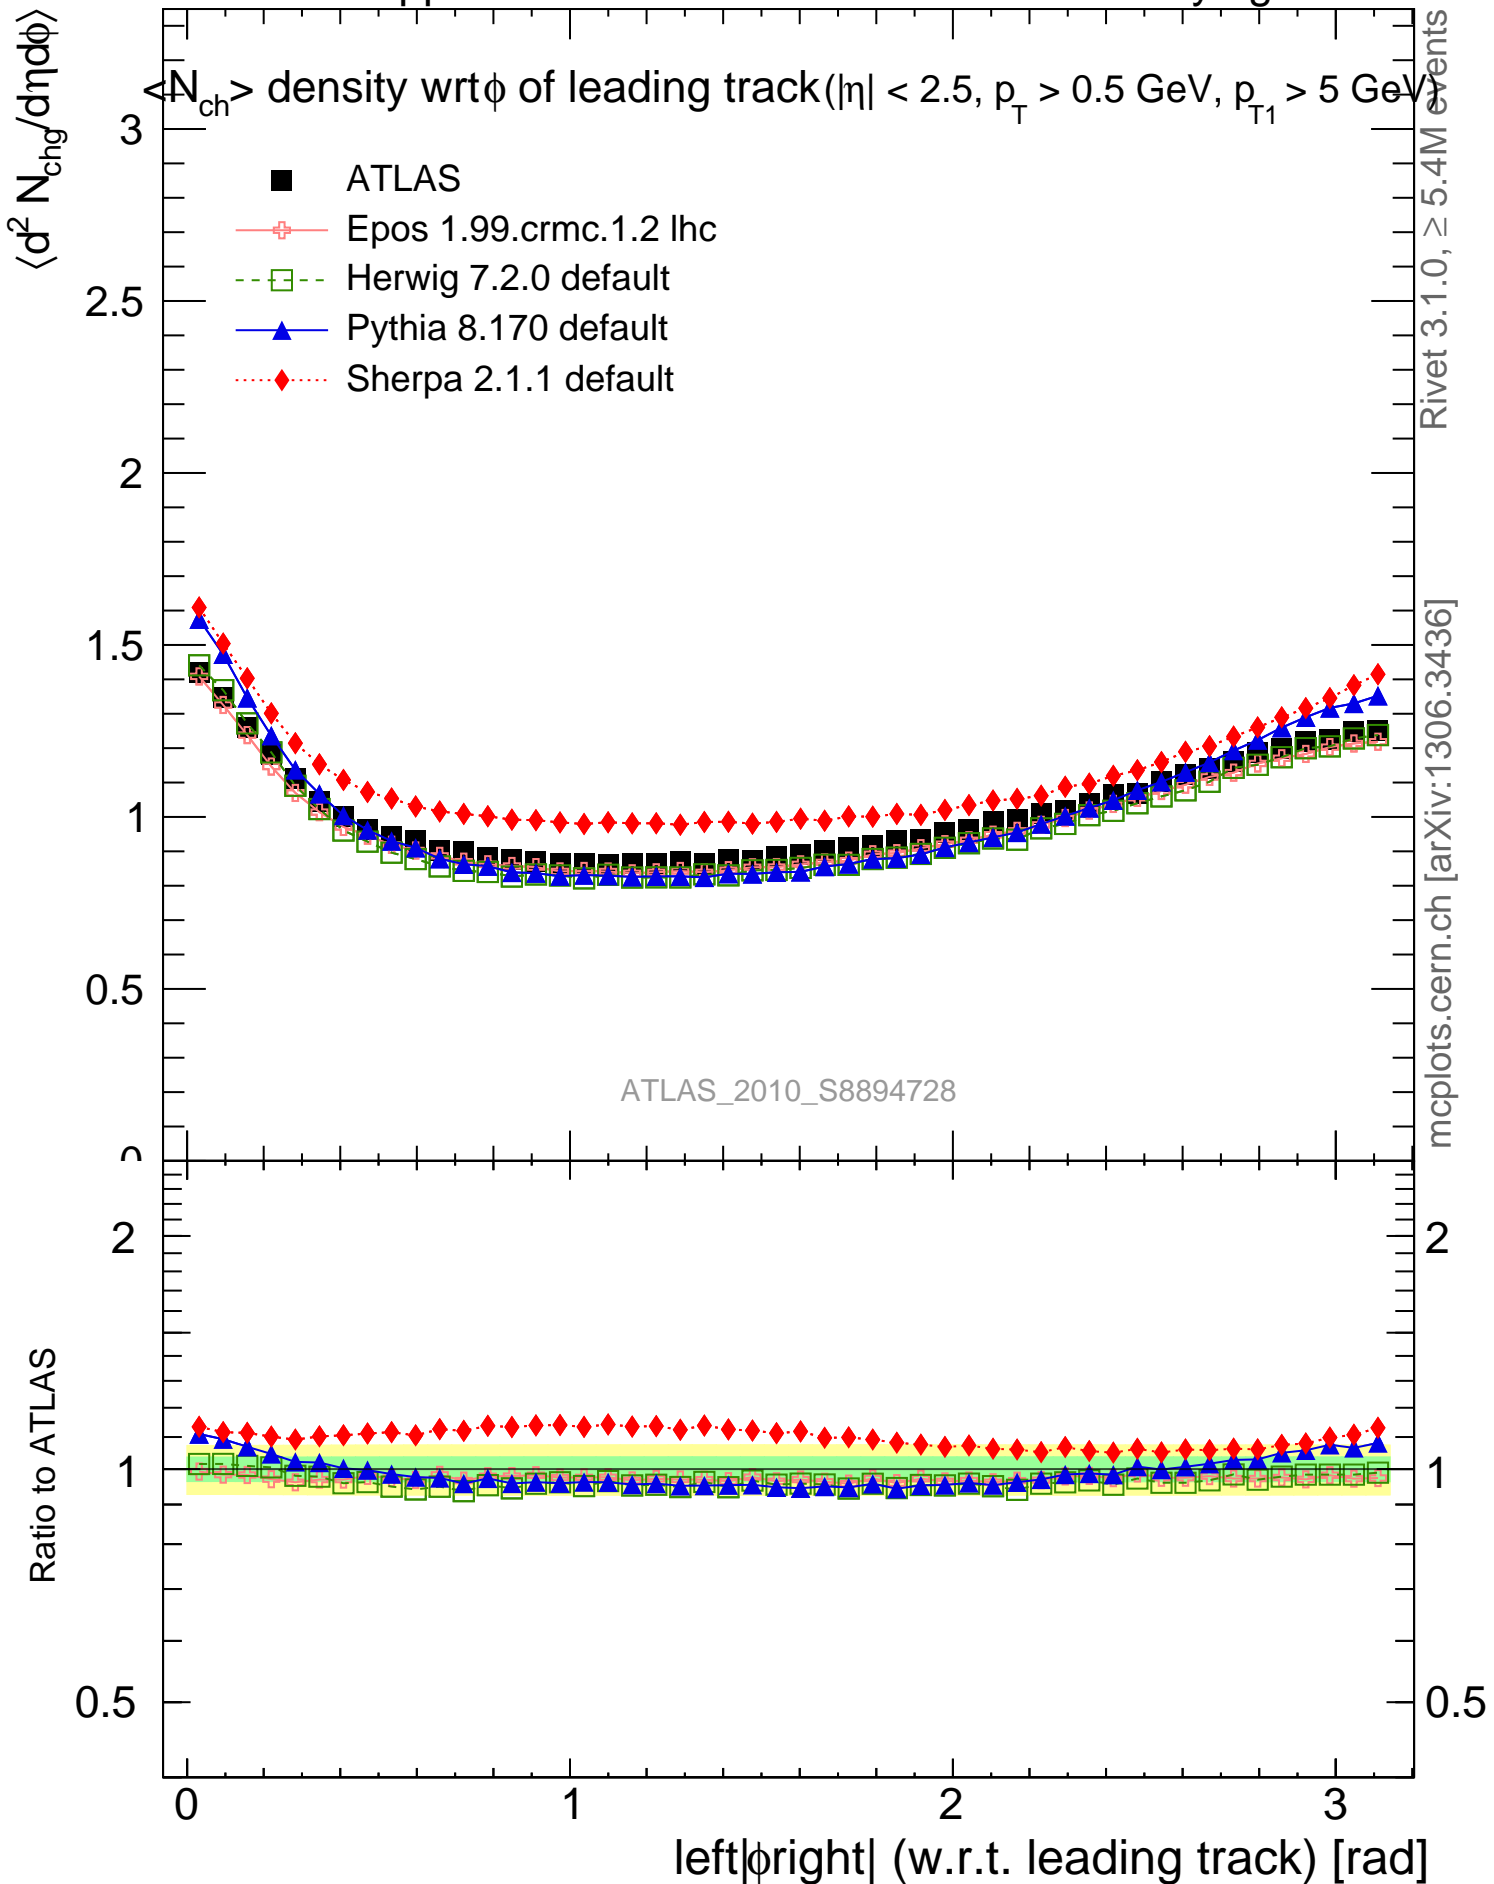 <N_ch> density wrt ϕ of leading track (|η| < 2.5, p_T > 0.5 GeV, p_T1 > 5 GeV)
⟨d² N_chg/dηdϕ⟩
ATLAS
Epos 1.99.crmc.1.2 lhc
Herwig 7.2.0 default
Pythia 8.170 default
Sherpa 2.1.1 default
3
2.5
2
1.5
1
0.5
0
ATLAS_2010_S8894728
Rivet 3.1.0, ≥ 5.4M events
mcplots.cern.ch [arXiv:1306.3436]
Ratio to ATLAS
2
1
0.5
2
1
0.5
0 1 2 3
left|ϕright| (w.r.t. leading track) [rad]